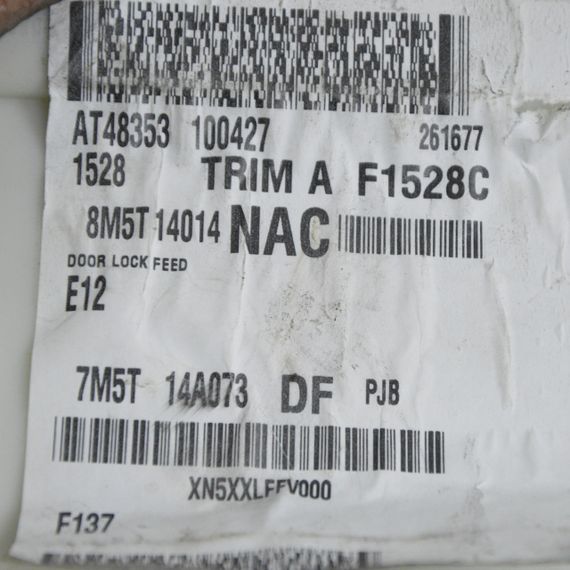 AT48353 100427 261677
1528 TRIM A F1528C
8M5T 14014 NAC
DOOR LOCK FEED
E12
7M5T 14A073 DF PJB
XN5XXLFFV000
F137